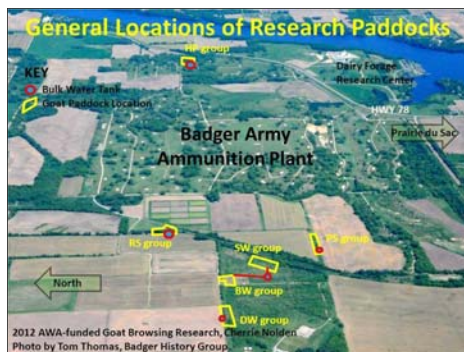 General Locations of Research Paddocks
HP group
KEY
Bulk Water Tank
Goat Paddock Location
Dairy Forage
Research Center
HWY 78
Prairie du Sac
Badger Army
Ammunition Plant
RS group
SW group
PS group
BW group
North
DW group
2012 AWA-funded Goat Browsing Research, Cherrie Nolden
Photo by Tom Thomas, Badger History Group